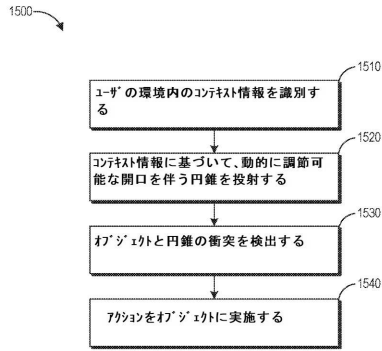 1500
1510
ﾕｰｻﾞの環境内のｺﾝﾃｷｽﾄ情報を識別す
る
1520
ｺﾝﾃｷｽﾄ情報に基づいて、動的に調節可
能な開口を伴う円錐を投射する
1530
ｵﾌﾞｼﾞｪｸﾄと円錐の衝突を検出する
1540
ｱｸｼｮﾝをｵﾌﾞｼﾞｪｸﾄに実施する